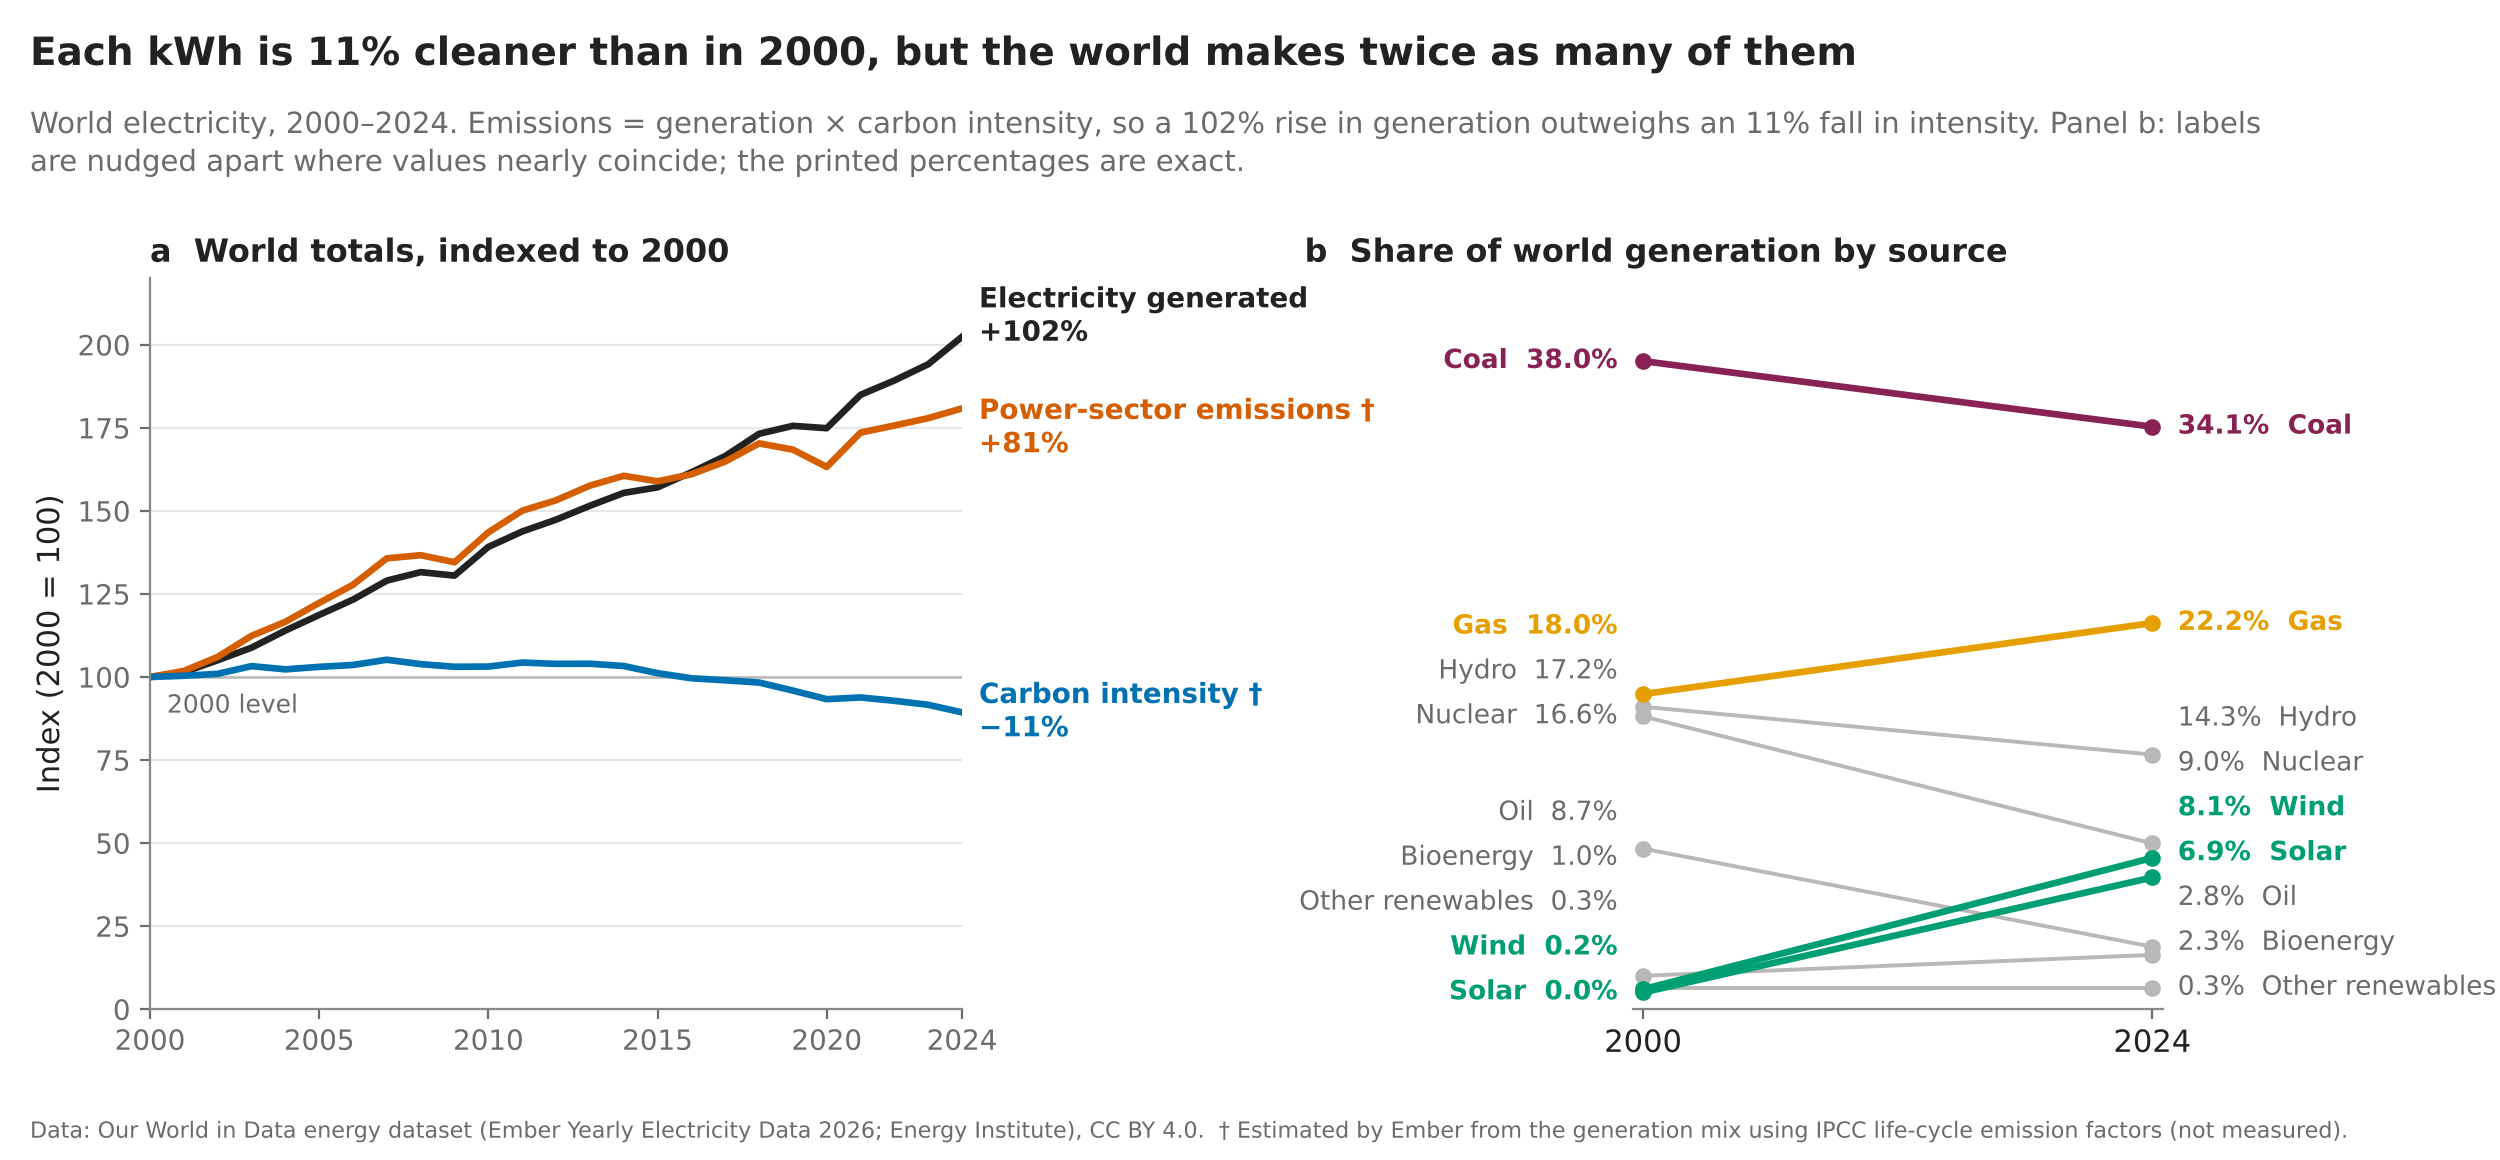 Each kWh is 11% cleaner than in 2000, but the world makes twice as many of them
World electricity, 2000–2024. Emissions = generation × carbon intensity, so a 102% rise in generation outweighs an 11% fall in intensity. Panel b: labels
are nudged apart where values nearly coincide; the printed percentages are exact.
a World totals, indexed to 2000
Index (2000 = 100)
200
175
150
125
100
75
50
25
0
2000 level
2000
2005
2010
2015
2020
2024
Electricity generated
+102%
Power-sector emissions †
+81%
Carbon intensity †
−11%
b Share of world generation by source
Coal 38.0%
Gas 18.0%
Hydro 17.2%
Nuclear 16.6%
Oil 8.7%
Bioenergy 1.0%
Other renewables 0.3%
Wind 0.2%
Solar 0.0%
34.1% Coal
22.2% Gas
14.3% Hydro
9.0% Nuclear
8.1% Wind
6.9% Solar
2.8% Oil
2.3% Bioenergy
0.3% Other renewables
2000
2024
Data: Our World in Data energy dataset (Ember Yearly Electricity Data 2026; Energy Institute), CC BY 4.0. † Estimated by Ember from the generation mix using IPCC life-cycle emission factors (not measured).